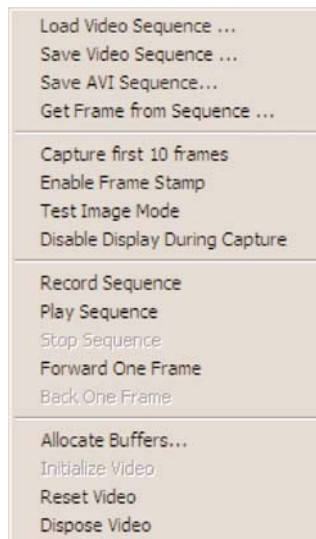 Load Video Sequence ...
Save Video Sequence ...
Save AVI Sequence...
Get Frame from Sequence ...
Capture first 10 frames
Enable Frame Stamp
Test Image Mode
Disable Display During Capture
Record Sequence
Play Sequence
Stop Sequence
Forward One Frame
Back One Frame
Allocate Buffers...
Initialize Video
Reset Video
Dispose Video